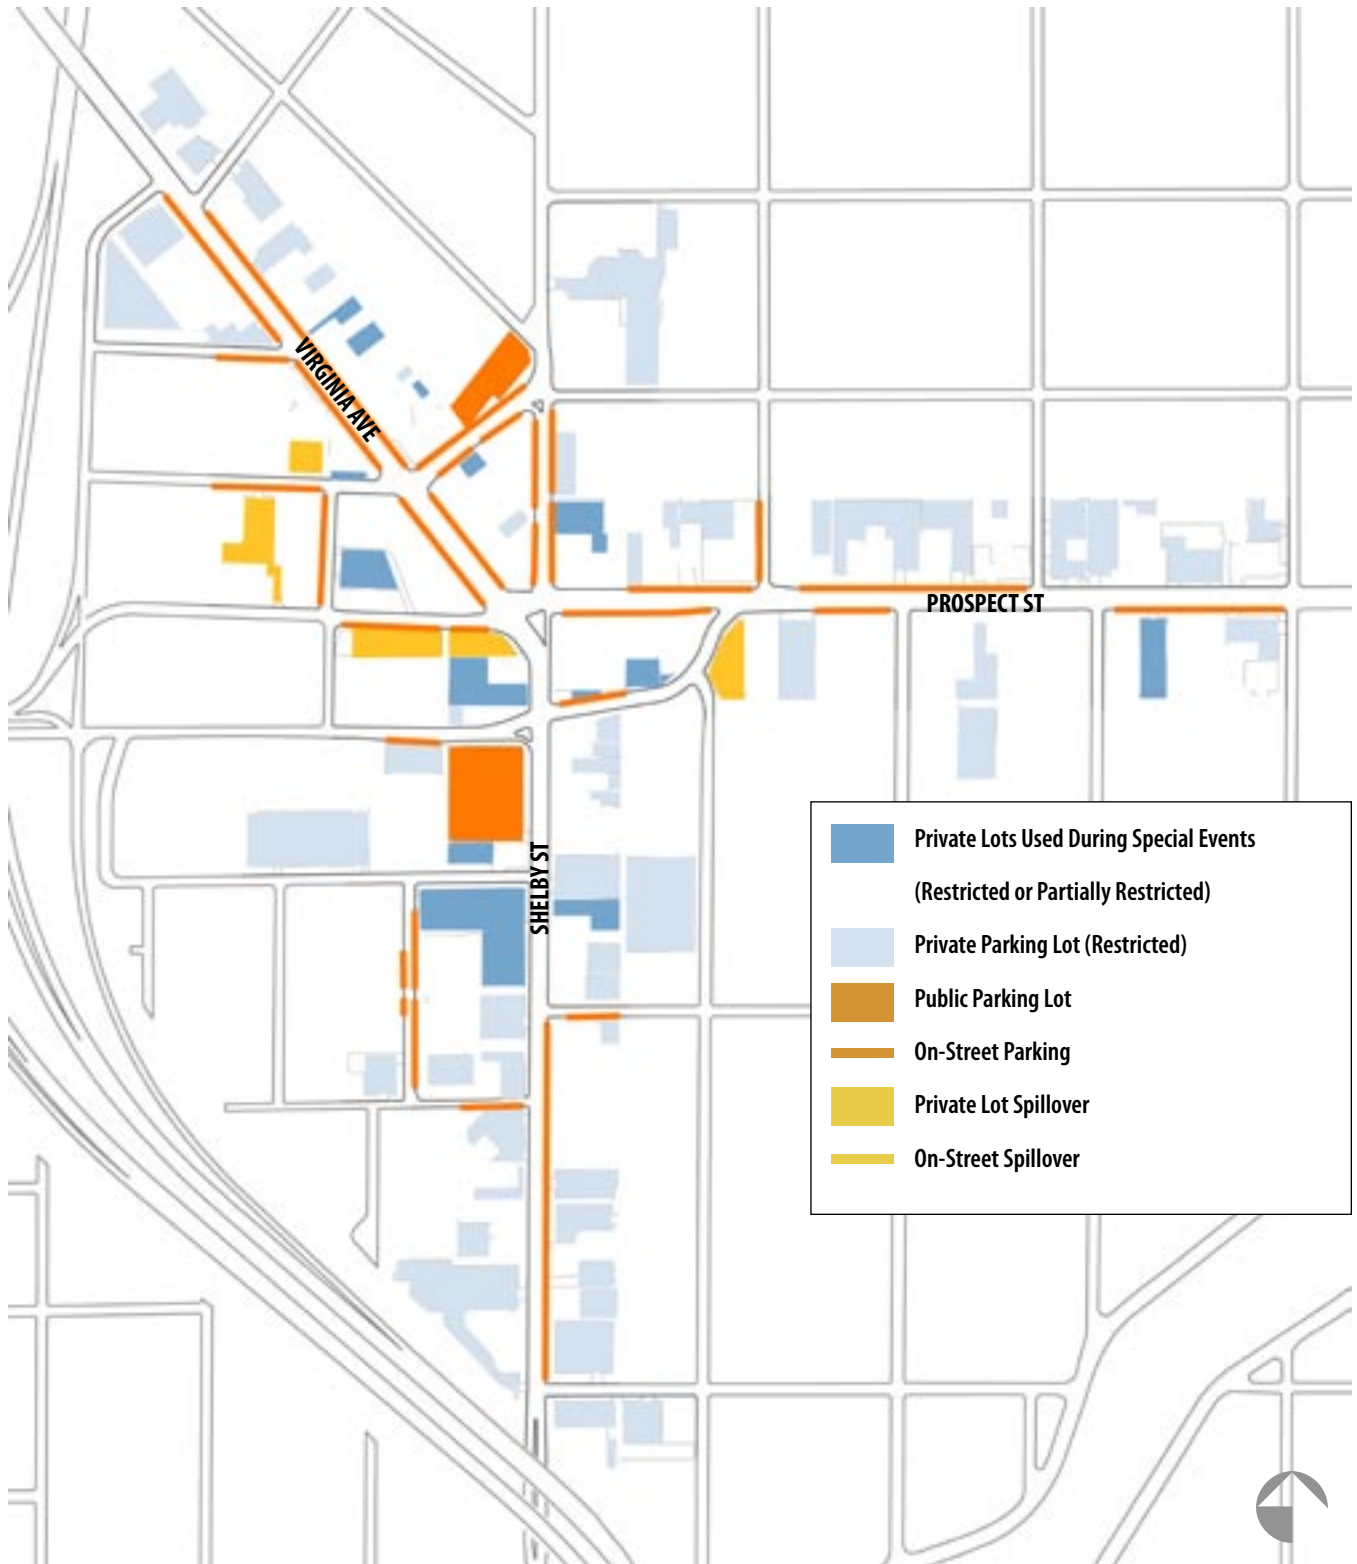 VIRGINIA AVE
PROSPECT ST
SHELBY ST
Private Lots Used During Special Events
(Restricted or Partially Restricted)
Private Parking Lot (Restricted)
Public Parking Lot
On-Street Parking
Private Lot Spillover
On-Street Spillover